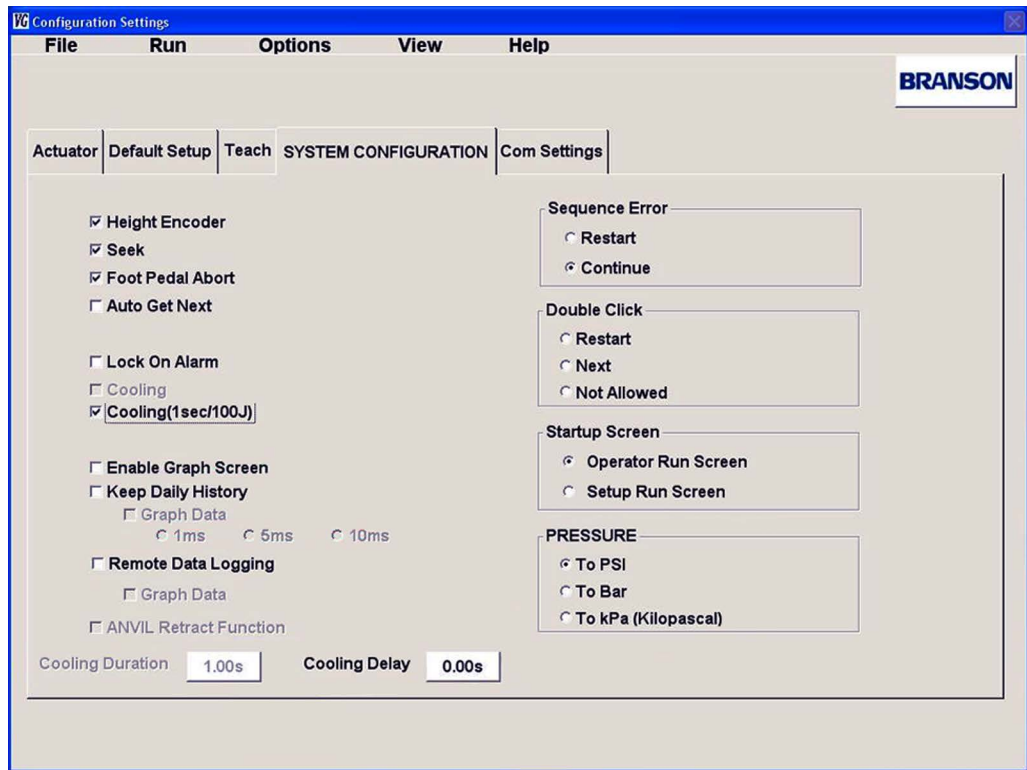 VG Configuration Settings
File Run Options View Help
BRANSON
Actuator Default Setup Teach SYSTEM CONFIGURATION Com Settings
Height Encoder
Seek
Foot Pedal Abort
Auto Get Next
Lock On Alarm
Cooling
Cooling(1sec/100J)
Enable Graph Screen
Keep Daily History
Graph Data
1ms 5ms 10ms
Remote Data Logging
Graph Data
ANVIL Retract Function
Cooling Duration 1.00s Cooling Delay 0.00s
Sequence Error
Restart
Continue
Double Click
Restart
Next
Not Allowed
Startup Screen
Operator Run Screen
Setup Run Screen
PRESSURE
To PSI
To Bar
To kPa (Kilopascal)